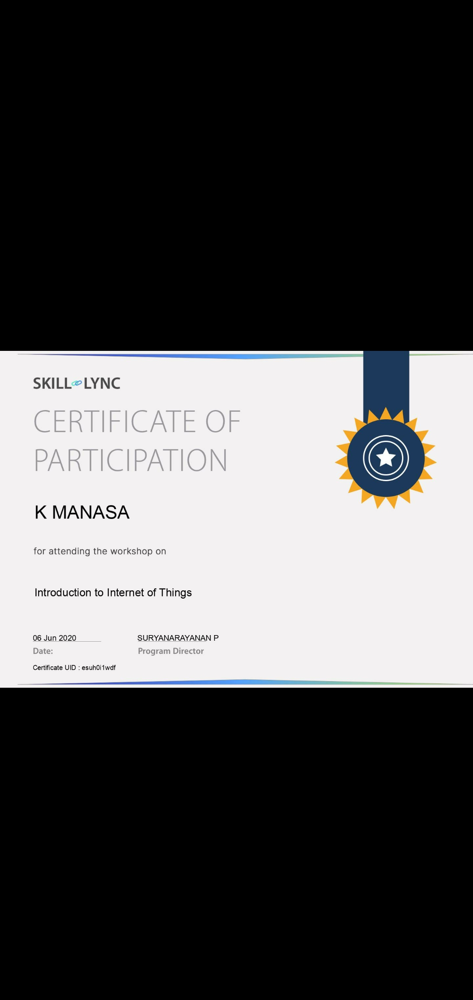 SKILL LYNC
CERTIFICATE OF
PARTICIPATION
K MANASA
for attending the workshop on
Introduction to Internet of Things
06 Jun 2020 SURYANARAYANAN P
Date: Program Director
Certificate UID : esuh0i1wdf